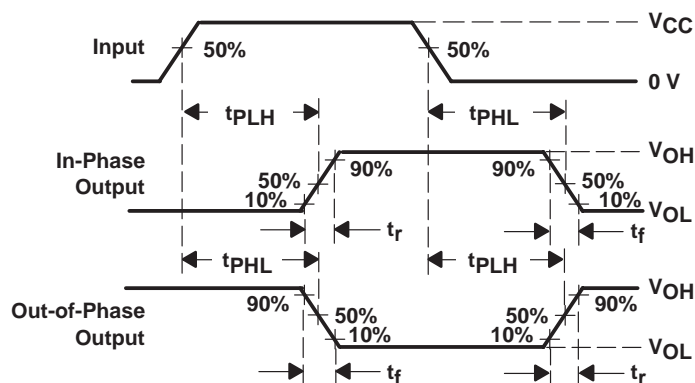 VCC
Input 50% 50%
0 V
tPLH tPHL
In-Phase Output 90% 90% VOH
50% 50%
10% 10% VOL
tr tf
tPHL tPLH
Out-of-Phase Output 90% 90% VOH
50% 50%
10% 10% VOL
tf tr